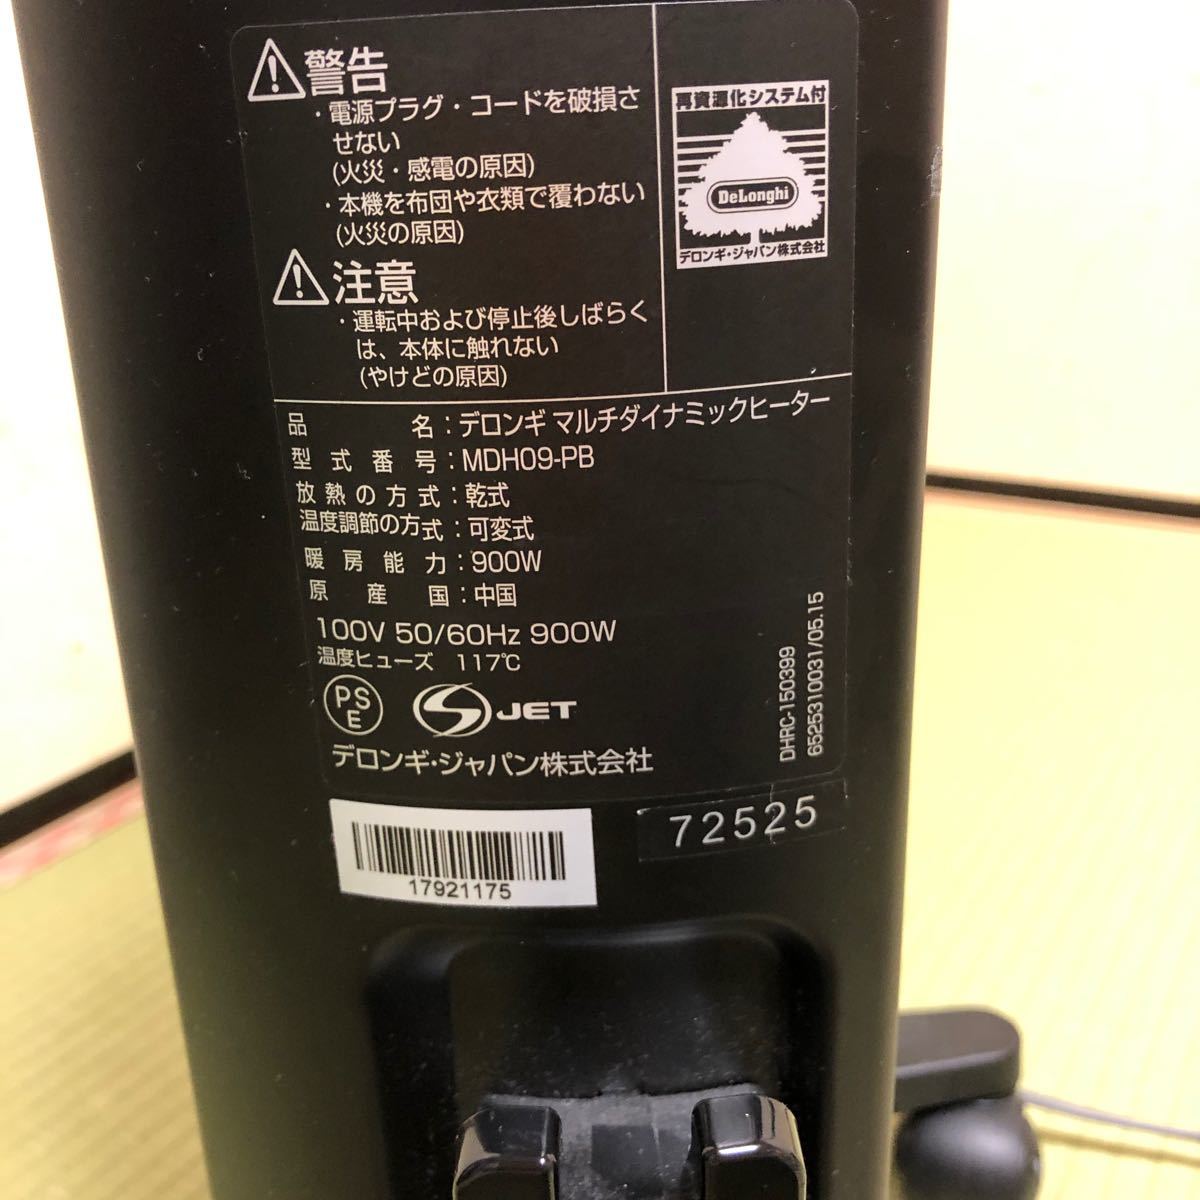 警告
・電源プラグ・コードを破損さ
せない
(火災・感電の原因)
・本機を布団や衣類で覆わない
(火災の原因)
注意
・運転中および停止後しばらく
は、本体に触れない
(やけどの原因)
再資源化システム付
DeLonghi
デロンギ・ジャパン株式会社
品名：デロンギ マルチダイナミックヒーター
型式番号：MDH09-PB
放熱の方式：乾式
温度調節の方式：可変式
暖房能力：900W
原産国：中国
100V 50/60Hz 900W
温度ヒューズ 117℃
PSE
JET
デロンギ・ジャパン株式会社
DHRC-150399
6525310031/05.15
72525
17921175